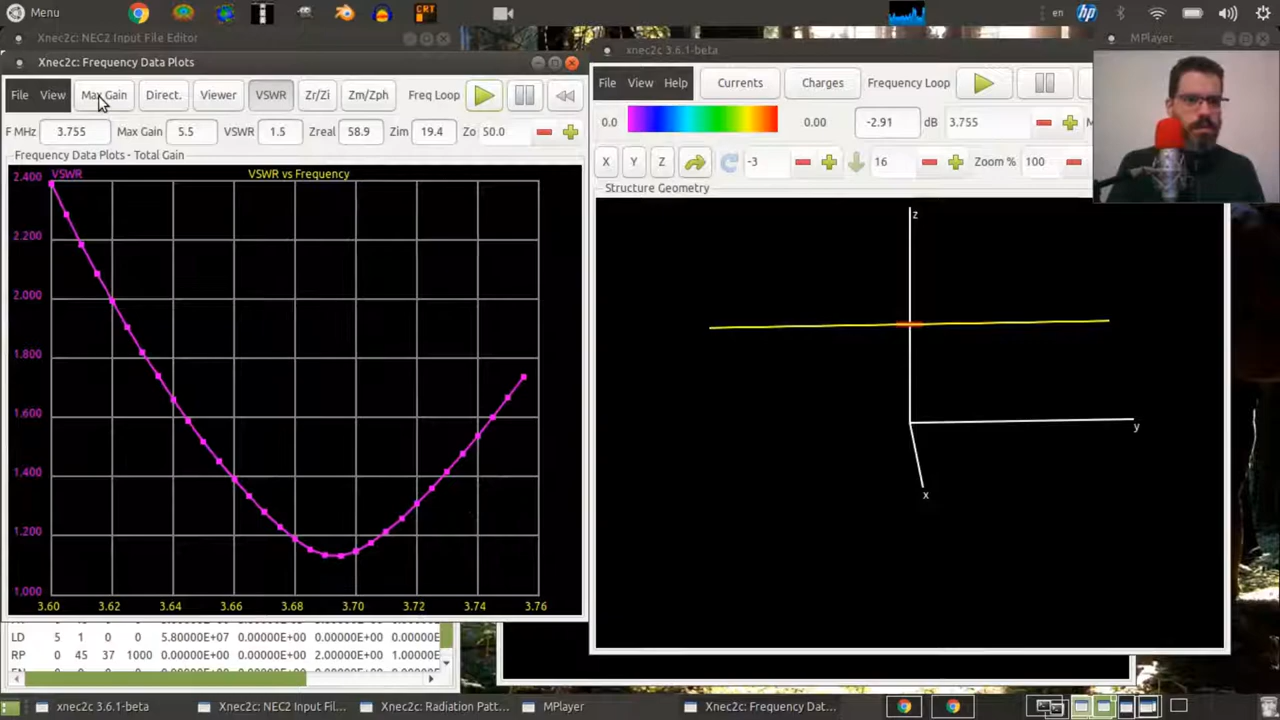 Menu
CRT
en
Xnec2c: NEC2 Input File Editor
Xnec2c: Frequency Data Plots
File View Max Gain Direct. Viewer VSWR Zr/Zi Zm/Zph Freq Loop
F MHz 3.755 Max Gain 5.5 VSWR 1.5 Zreal 58.9 Zim 19.4 Zo 50.0
Frequency Data Plots - Total Gain
VSWR
VSWR vs Frequency
2.400
2.200
2.000
1.800
1.600
1.400
1.200
1.000
3.60 3.62 3.64 3.66 3.68 3.70 3.72 3.74 3.76
LD 5 1 0 0 5.80000E+07 0.00000E+00 0.00000E+00 0.00000E
RP 0 45 37 1000 0.00000E+00 0.00000E+00 2.00000E+00 1.00000E
xnec2c 3.6.1-beta
MPlayer
File View Help Currents Charges Frequency Loop
0.0 0.00 -2.91 dB 3.755
X Y Z -3 16 Zoom % 100
Structure Geometry
z
y
x
xnec2c 3.6.1-beta
Xnec2c: NEC2 Input Fil...
Xnec2c: Radiation Patt...
MPlayer
Xnec2c: Frequency Dat...